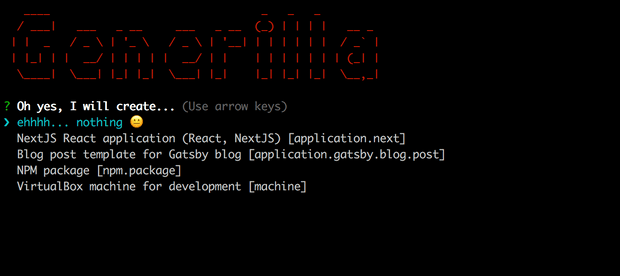 Generilla
? Oh yes, I will create... (Use arrow keys)
❯ ehhhh... nothing 😐
NextJS React application (React, NextJS) [application.next]
Blog post template for Gatsby blog [application.gatsby.blog.post]
NPM package [npm.package]
VirtualBox machine for development [machine]